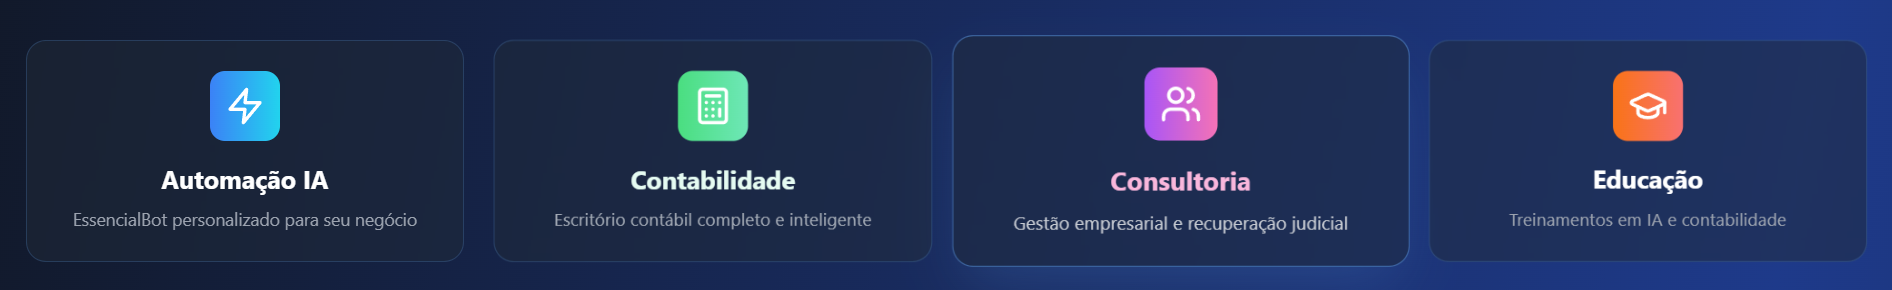 Automação IA
EssencialBot personalizado para seu negócio
Contabilidade
Escritório contábil completo e inteligente
Consultoria
Gestão empresarial e recuperação judicial
Educação
Treinamentos em IA e contabilidade